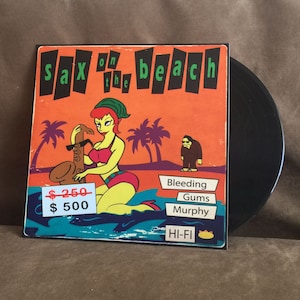 sax on the beach
$ 250
$ 500
Bleeding
Gums
Murphy
HI-FI